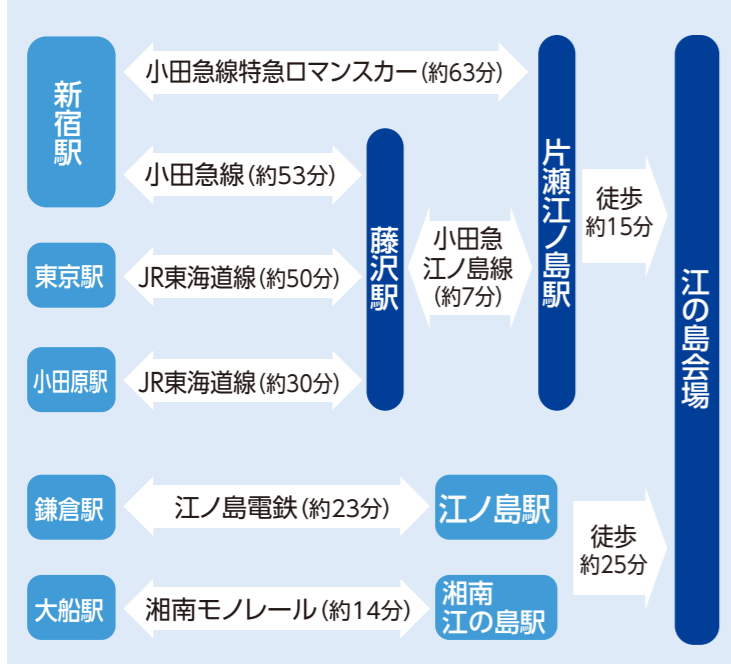 新宿駅
小田急線特急ロマンスカー(約63分)
小田急線(約53分)
東京駅
JR東海道線(約50分)
小田原駅
JR東海道線(約30分)
藤沢駅
小田急
江ノ島線
(約7分)
片瀬江ノ島駅
徒歩
約15分
鎌倉駅
江ノ島電鉄(約23分)
江ノ島駅
大船駅
湘南モノレール(約14分)
湘南
江の島駅
徒歩
約25分
江の島会場